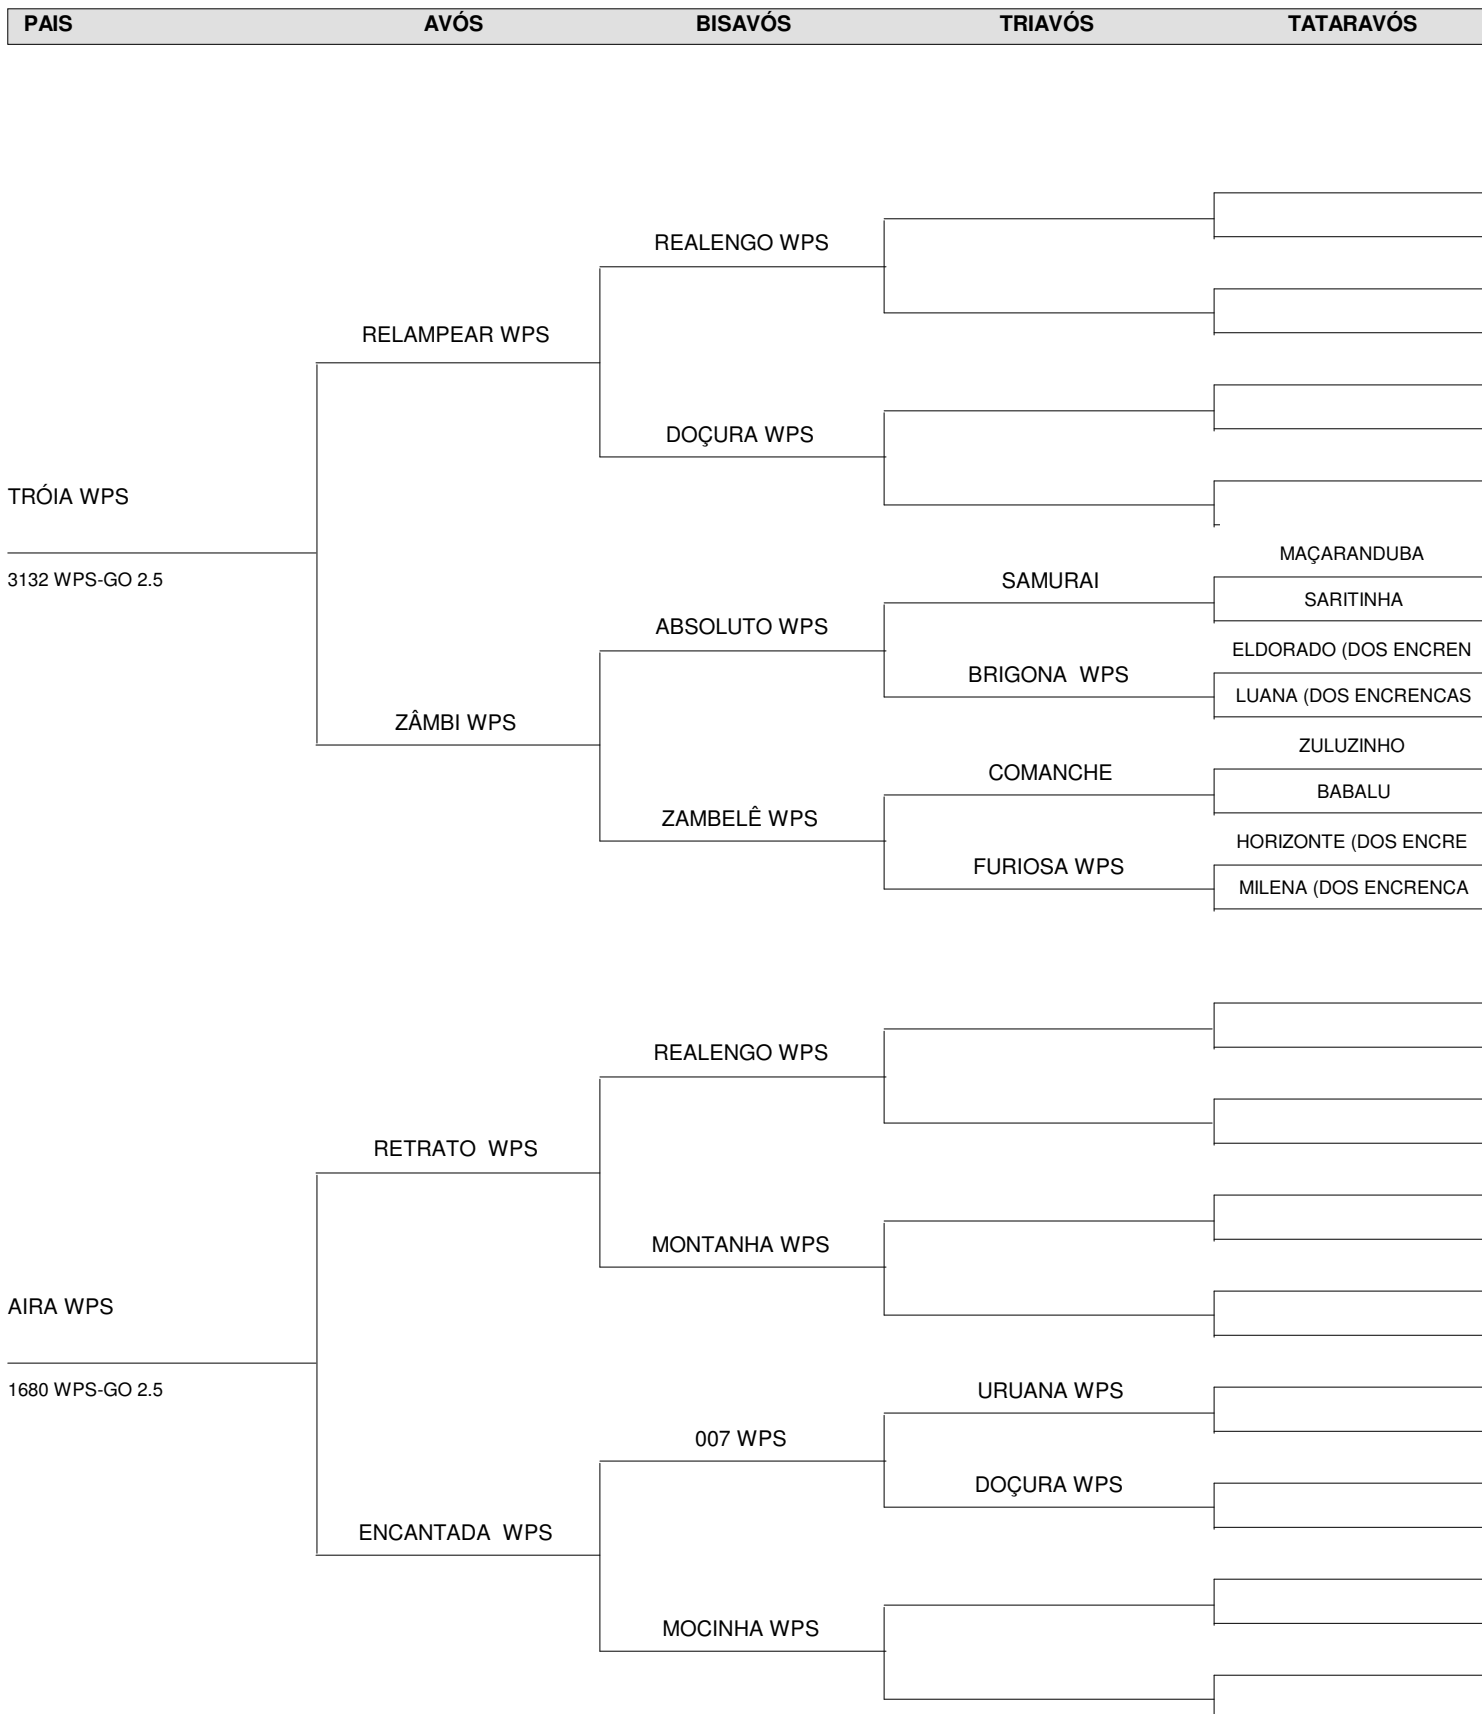 PAIS AVÓS BISAVÓS TRIAVÓS TATARAVÓS
REALENGO WPS
RELAMPEAR WPS
DOÇURA WPS
TRÓIA WPS
MAÇARANDUBA
3132 WPS-GO 2.5
SAMURAI
SARITINHA
ABSOLUTO WPS
ELDORADO (DOS ENCREN
BRIGONA WPS
LUANA (DOS ENCRENCAS
ZÂMBI WPS
ZULUZINHO
COMANCHE
BABALU
ZAMBELÊ WPS
HORIZONTE (DOS ENCRE
FURIOSA WPS
MILENA (DOS ENCRENCA
REALENGO WPS
RETRATO WPS
MONTANHA WPS
AIRA WPS
1680 WPS-GO 2.5
URUANA WPS
007 WPS
DOÇURA WPS
ENCANTADA WPS
MOCINHA WPS